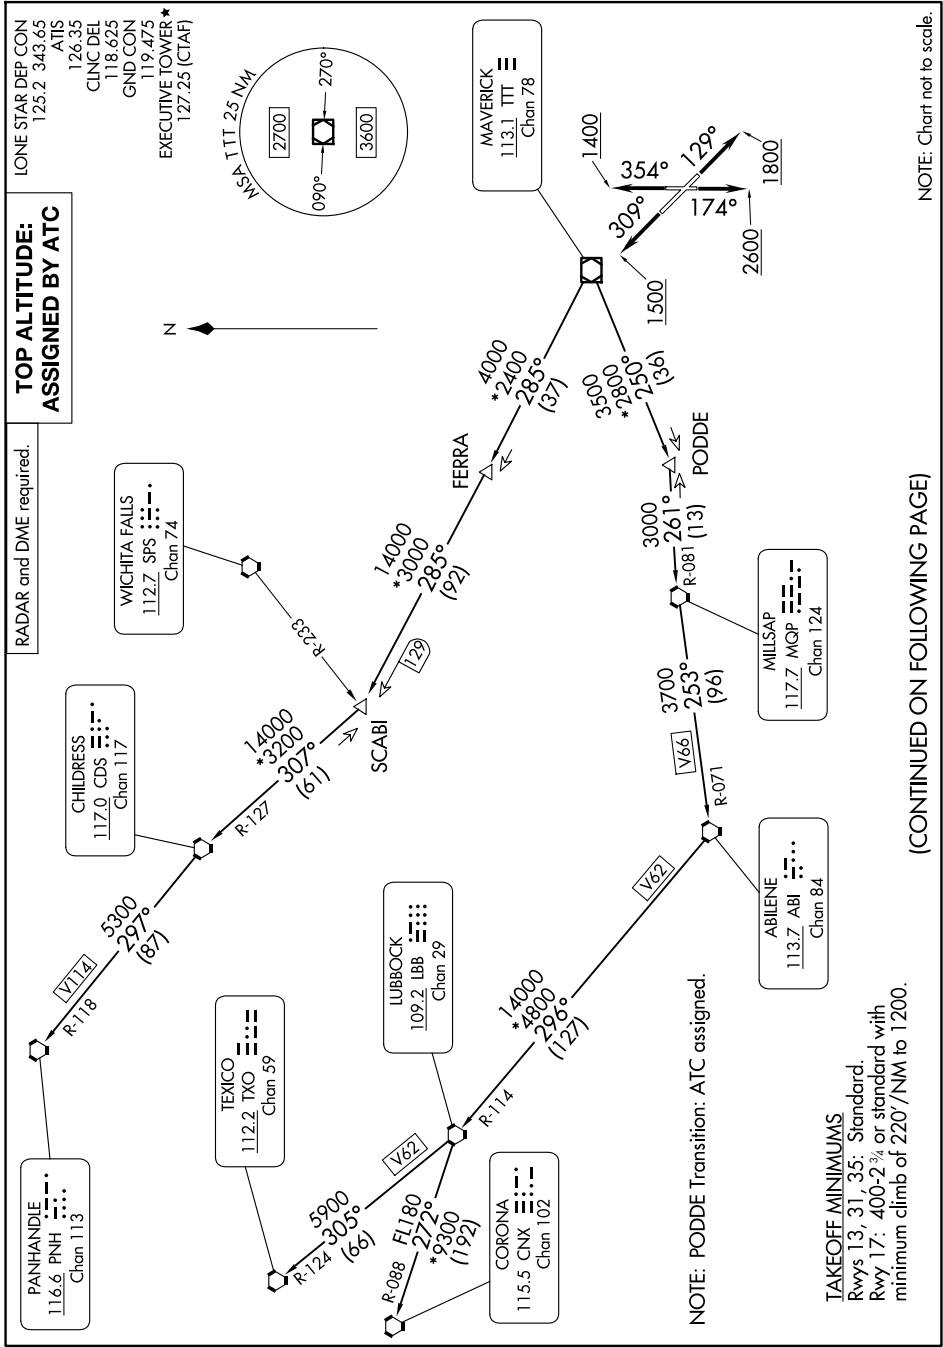 RADAR and DME required.
TOP ALTITUDE:
ASSIGNED BY ATC
LONE STAR DEP CON
125.2 343.65
ATIS
126.35
CLNC DEL
118.625
GND CON
119.475
EXECUTIVE TOWER ★
127.25 (CTAF)
MSA TTT 25 NM
2700
090°
270°
3600
N
PANHANDLE
116.6 PNH
Chan 113
R-118
V114
5300
297°
(87)
CHILDRESS
117.0 CDS
Chan 117
R-127
14000
*3200
307°
(61)
WICHITA FALLS
112.7 SPS
Chan 74
R-233
SCABI
129
14000
*3000
285°
(92)
FERRA
4000
*2400
285°
(37)
MAVERICK
113.1 TTT
Chan 78
TEXICO
112.2 TXO
Chan 59
R-124
5900
305°
(66)
V62
LUBBOCK
109.2 LBB
Chan 29
R-114
14000
*4800
296°
(127)
V62
CORONA
115.5 CNX
Chan 102
R-088
FL180
272°
*9300
(192)
ABILENE
113.7 ABI
Chan 84
R-071
V66
3700
253°
(96)
MILLSAP
117.7 MQP
Chan 124
R-081
3000
261°
(13)
PODDE
3500
*2800
250°
(36)
1400
354°
129°
1800
309°
174°
1500
2600
NOTE: PODDE Transition: ATC assigned.
TAKEOFF MINIMUMS
Rwys 13, 31, 35: Standard.
Rwy 17: 400-2¾ or standard with
minimum climb of 220'/NM to 1200.
(CONTINUED ON FOLLOWING PAGE)
NOTE: Chart not to scale.